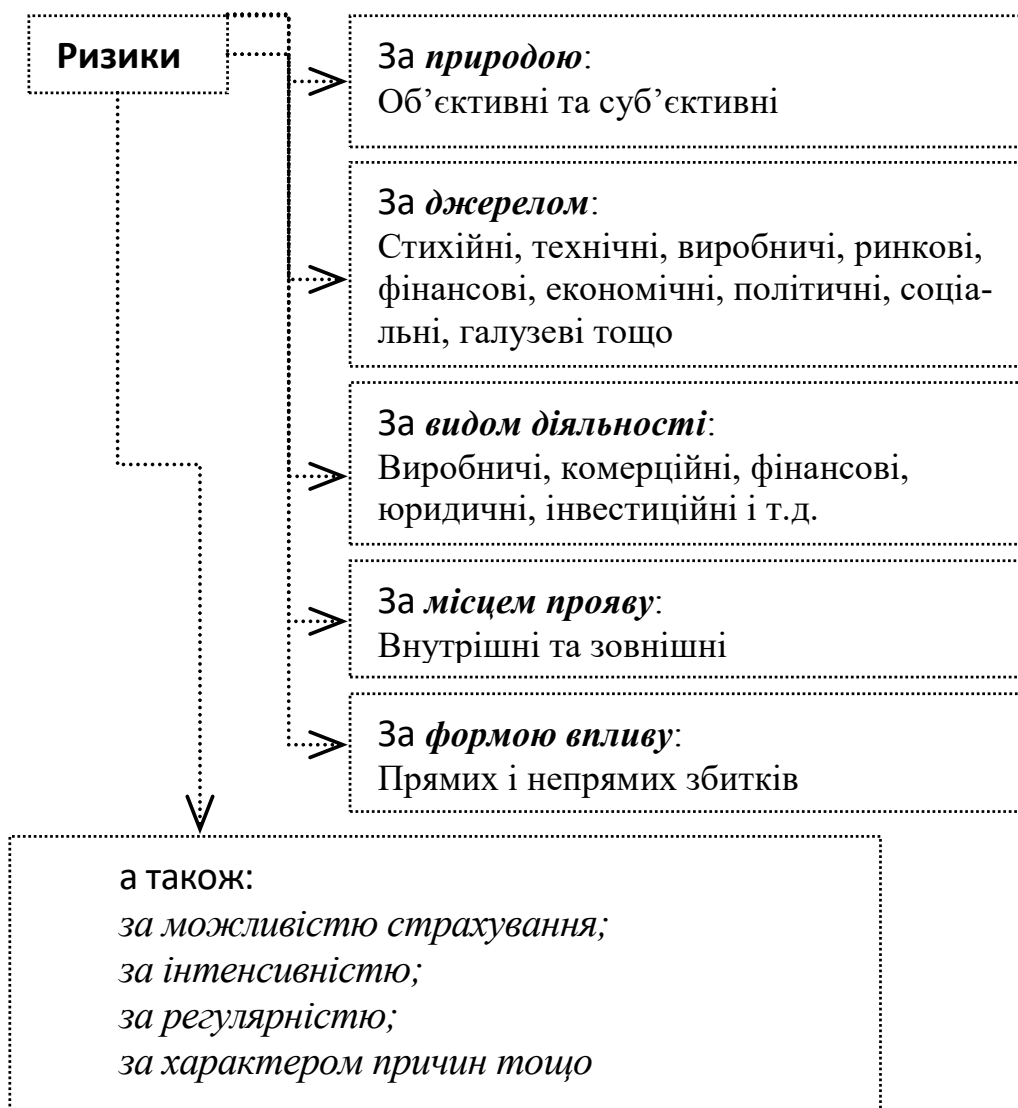 Ризики
За природою:
Об’єктивні та суб’єктивні
За джерелом:
Стихійні, технічні, виробничі, ринкові,
фінансові, економічні, політичні, соціа-
льні, галузеві тощо
За видом діяльності:
Виробничі, комерційні, фінансові,
юридичні, інвестиційні і т.д.
За місцем прояву:
Внутрішні та зовнішні
За формою впливу:
Прямих і непрямих збитків
а також:
за можливістю страхування;
за інтенсивністю;
за регулярністю;
за характером причин тощо